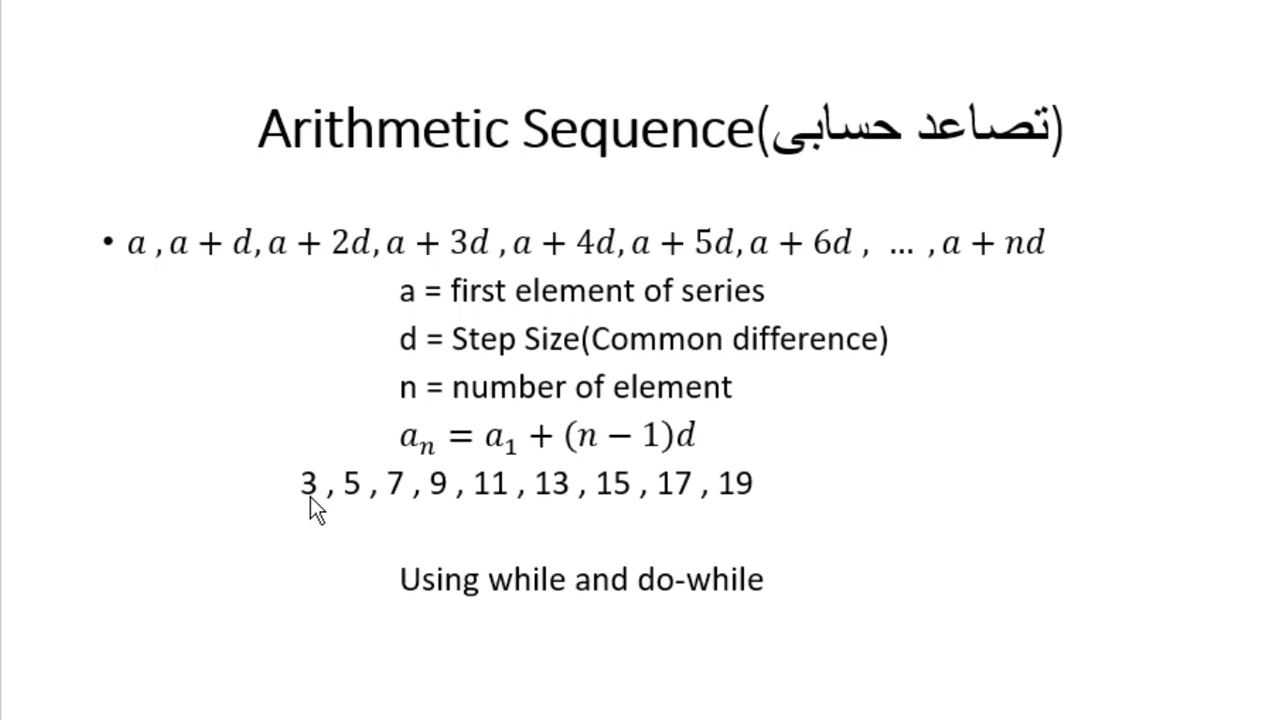 Arithmetic Sequence(تصاعد حسابی)
• a , a + d, a + 2d, a + 3d , a + 4d, a + 5d, a + 6d , … , a + nd
a = first element of series
d = Step Size(Common difference)
n = number of element
aₙ = a₁ + (n − 1)d
3 , 5 , 7 , 9 , 11 , 13 , 15 , 17 , 19
Using while and do-while